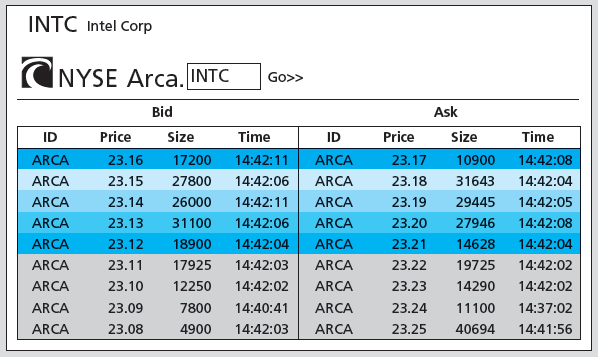 INTC Intel Corp
NYSE Arca. INTC Go>>
Bid Ask
ID Price Size Time ID Price Size Time
ARCA 23.16 17200 14:42:11 ARCA 23.17 10900 14:42:08
ARCA 23.15 27800 14:42:06 ARCA 23.18 31643 14:42:04
ARCA 23.14 26000 14:42:11 ARCA 23.19 29445 14:42:05
ARCA 23.13 31100 14:42:06 ARCA 23.20 27946 14:42:08
ARCA 23.12 18900 14:42:04 ARCA 23.21 14628 14:42:04
ARCA 23.11 17925 14:42:03 ARCA 23.22 19725 14:42:02
ARCA 23.10 12250 14:42:02 ARCA 23.23 14290 14:42:02
ARCA 23.09 7800 14:40:41 ARCA 23.24 11100 14:37:02
ARCA 23.08 4900 14:42:03 ARCA 23.25 40694 14:41:56